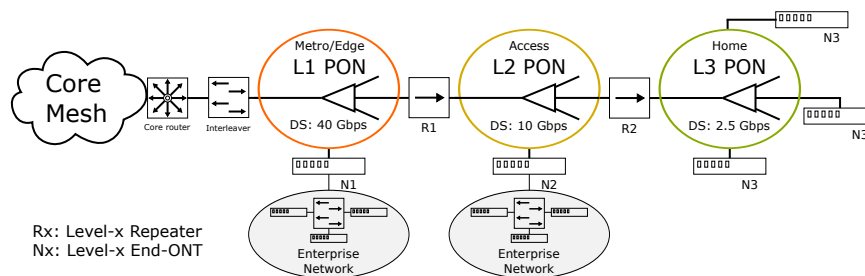 Core
Mesh
Core router
Interleaver
Metro/Edge
L1 PON
DS: 40 Gbps
R1
Access
L2 PON
DS: 10 Gbps
R2
Home
L3 PON
DS: 2.5 Gbps
N3
N3
N3
N1
N2
Enterprise
Network
Enterprise
Network
Rx: Level-x Repeater
Nx: Level-x End-ONT